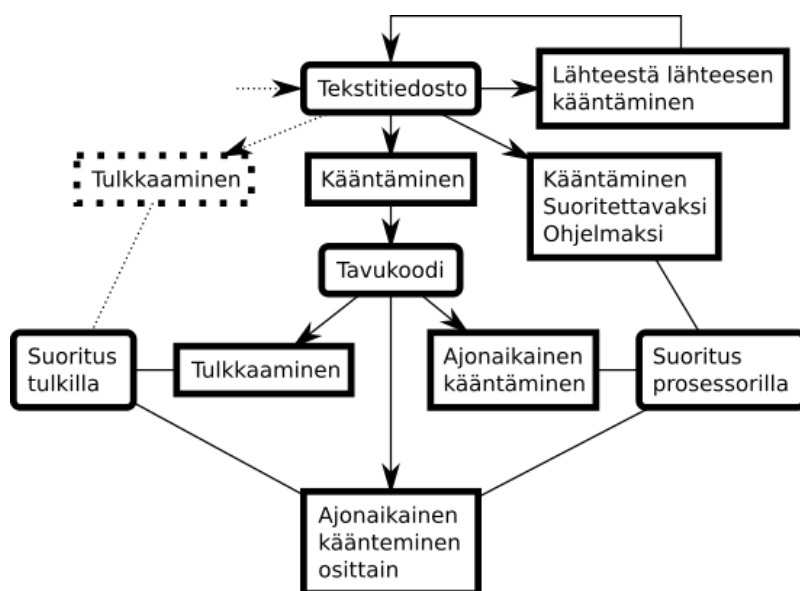 Tekstitiedosto
Lähteestä lähteesen
kääntäminen
Tulkkaaminen
Kääntäminen
Kääntäminen
Suoritettavaksi
Ohjelmaksi
Tavukoodi
Suoritus
tulkilla
Tulkkaaminen
Ajonaikainen
kääntäminen
Suoritus
prosessorilla
Ajonaikainen
käänteminen
osittain